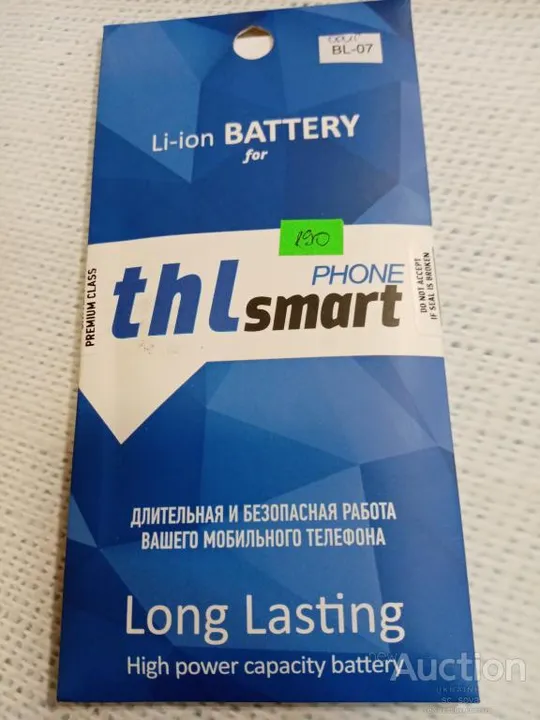 BL-07
Li-ion BATTERY
for
190
PREMIUM CLASS
thl smart
PHONE
DO NOT ACCEPT
IF SEAL IS BROKEN
ДЛИТЕЛЬНАЯ И БЕЗОПАСНАЯ РАБОТА
ВАШЕГО МОБИЛЬНОГО ТЕЛЕФОНА
Long Lasting
High power capacity battery
newAuction